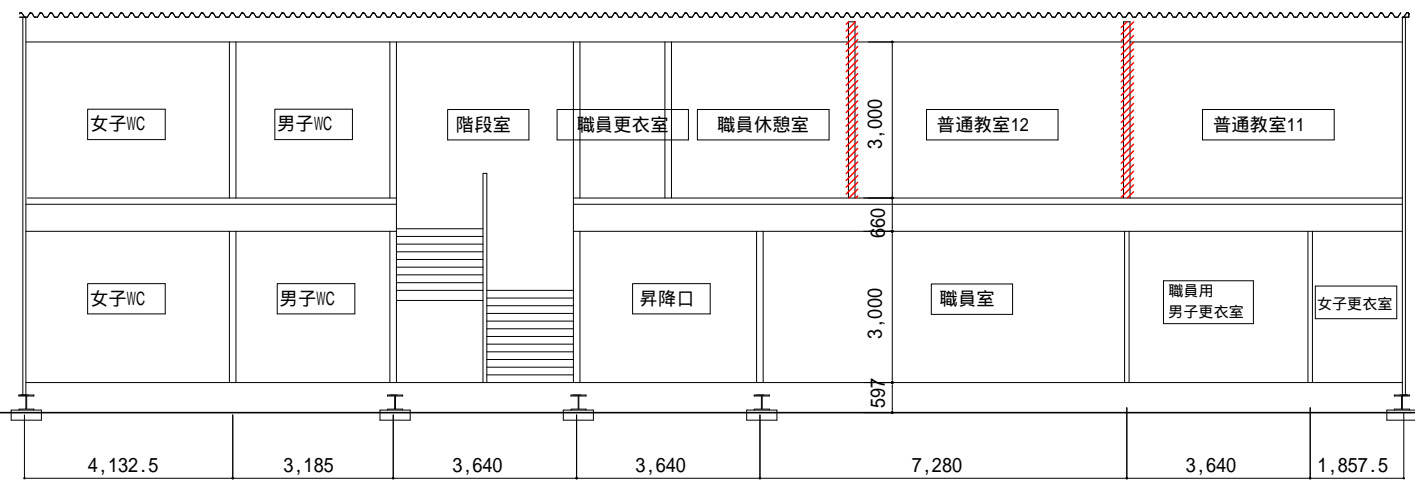 女子WC
男子WC
階段室
職員更衣室
職員休憩室
普通教室12
普通教室11
3,000
660
女子WC
男子WC
昇降口
職員室
職員用
男子更衣室
女子更衣室
3,000
597
4,132.5
3,185
3,640
3,640
7,280
3,640
1,857.5